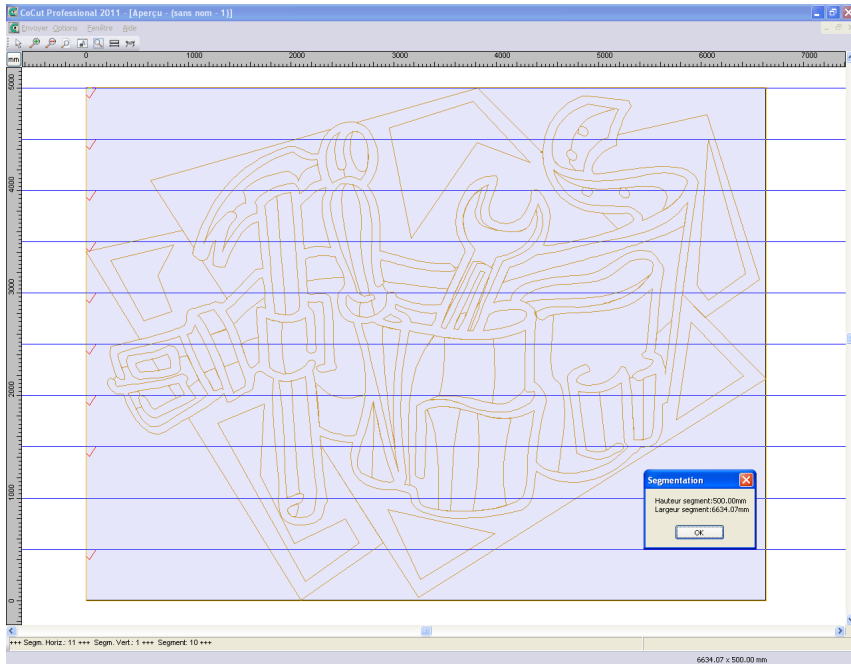 CoCut Professional 2011 - [Aperçu - (sans nom - 1)]
Envoyer Options Fenêtre Aide
mm 0 1000 2000 3000 4000 5000 6000 7000
5000
4000
3000
2000
1000
0
Segmentation
Hauteur segment:500.00mm
Largeur segment:6634.07mm
OK
+++ Segm. Horiz.: 11 +++ Segm. Vert.: 1 +++ Segment: 10 +++
6634.07 x 500.00 mm